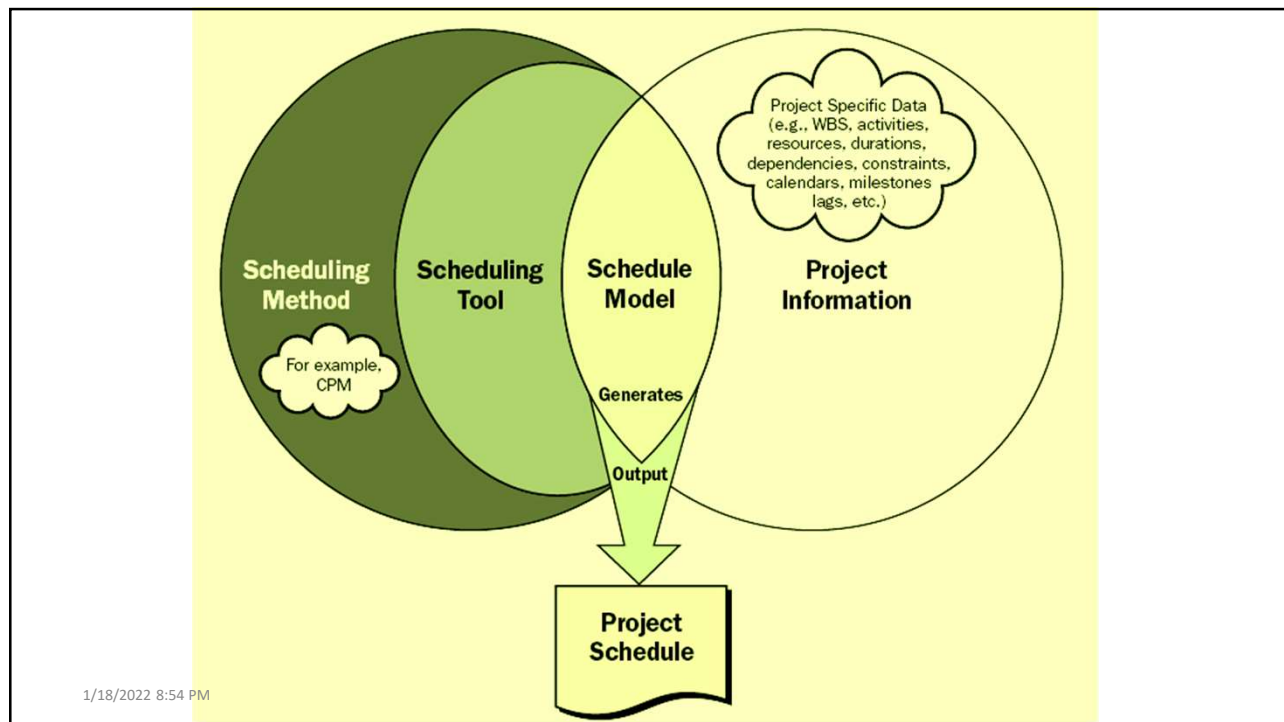 Project Specific Data
(e.g., WBS, activities,
resources, durations,
dependencies, constraints,
calendars, milestones
lags, etc.)
Scheduling
Method
Scheduling
Tool
Schedule
Model
Project
Information
For example,
CPM
Generates
Output
Project
Schedule
1/18/2022 8:54 PM